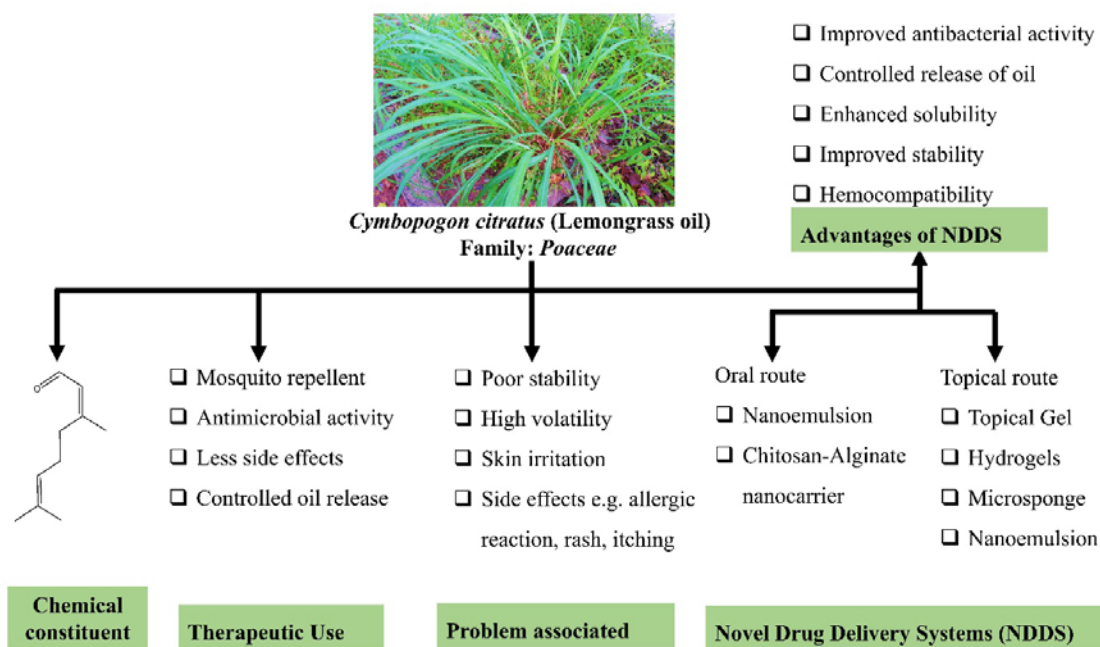 Cymbopogon citratus (Lemongrass oil)
Family: Poaceae
Improved antibacterial activity
Controlled release of oil
Enhanced solubility
Improved stability
Hemocompatibility
Advantages of NDDS
O
Chemical
constituent
Mosquito repellent
Antimicrobial activity
Less side effects
Controlled oil release
Therapeutic Use
Poor stability
High volatility
Skin irritation
Side effects e.g. allergic
reaction, rash, itching
Problem associated
Oral route
Nanoemulsion
Chitosan-Alginate
nanocarrier
Topical route
Topical Gel
Hydrogels
Microsponge
Nanoemulsion
Novel Drug Delivery Systems (NDDS)